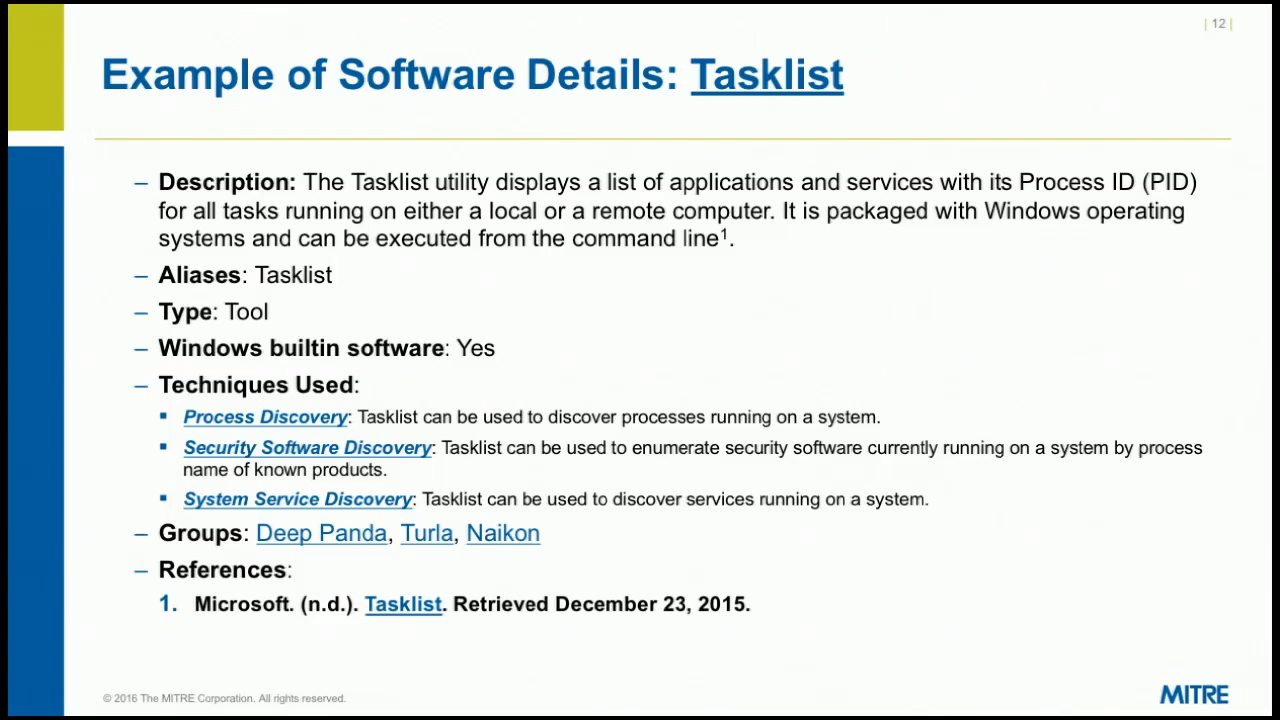 | 12 |
Example of Software Details: Tasklist
– Description: The Tasklist utility displays a list of applications and services with its Process ID (PID)
for all tasks running on either a local or a remote computer. It is packaged with Windows operating
systems and can be executed from the command line¹.
– Aliases: Tasklist
– Type: Tool
– Windows builtin software: Yes
– Techniques Used:
▪ Process Discovery: Tasklist can be used to discover processes running on a system.
▪ Security Software Discovery: Tasklist can be used to enumerate security software currently running on a system by process
name of known products.
▪ System Service Discovery: Tasklist can be used to discover services running on a system.
– Groups: Deep Panda, Turla, Naikon
– References:
1. Microsoft. (n.d.). Tasklist. Retrieved December 23, 2015.
© 2016 The MITRE Corporation. All rights reserved.
MITRE